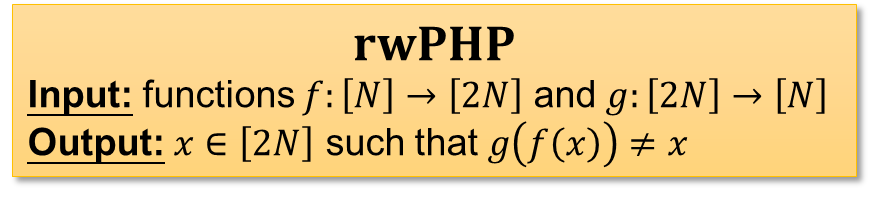 rwPHP
Input: functions 𝑓: [𝑁] → [2𝑁] and 𝑔: [2𝑁] → [𝑁]
Output: 𝑥 ∈ [2𝑁] such that 𝑔(𝑓(𝑥)) ≠ 𝑥